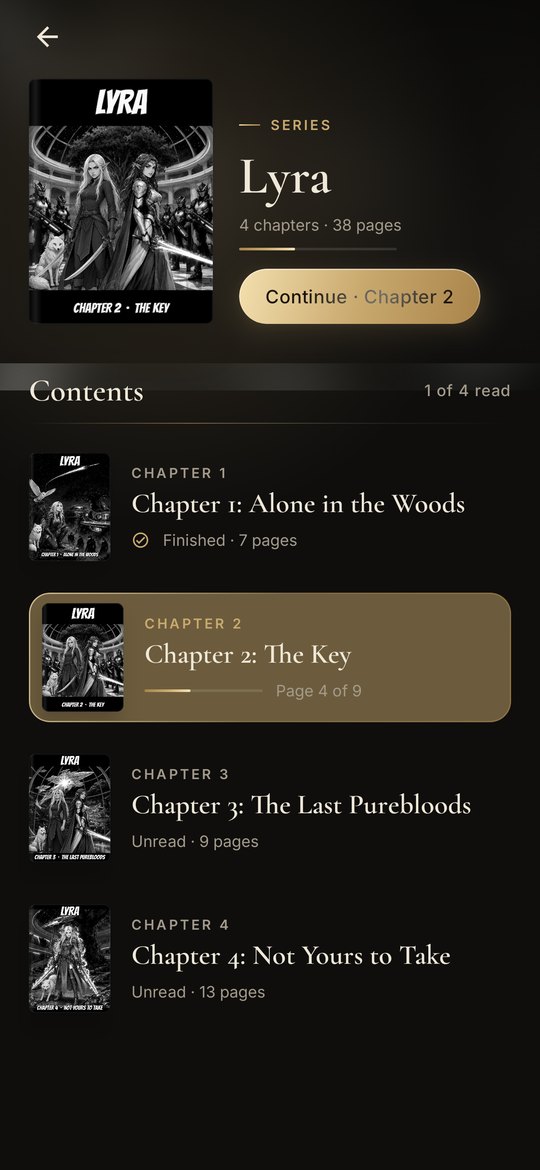 LYRA
CHAPTER 2 · THE KEY
SERIES
Lyra
4 chapters · 38 pages
Continue · Chapter 2
Contents
1 of 4 read
LYRA
CHAPTER 1 · ALONE IN THE WOODS
CHAPTER 1
Chapter 1: Alone in the Woods
Finished · 7 pages
LYRA
CHAPTER 2 · THE KEY
CHAPTER 2
Chapter 2: The Key
Page 4 of 9
LYRA
CHAPTER 3 · THE LAST PUREBLOODS
CHAPTER 3
Chapter 3: The Last Purebloods
Unread · 9 pages
LYRA
CHAPTER 4 · NOT YOURS TO TAKE
CHAPTER 4
Chapter 4: Not Yours to Take
Unread · 13 pages